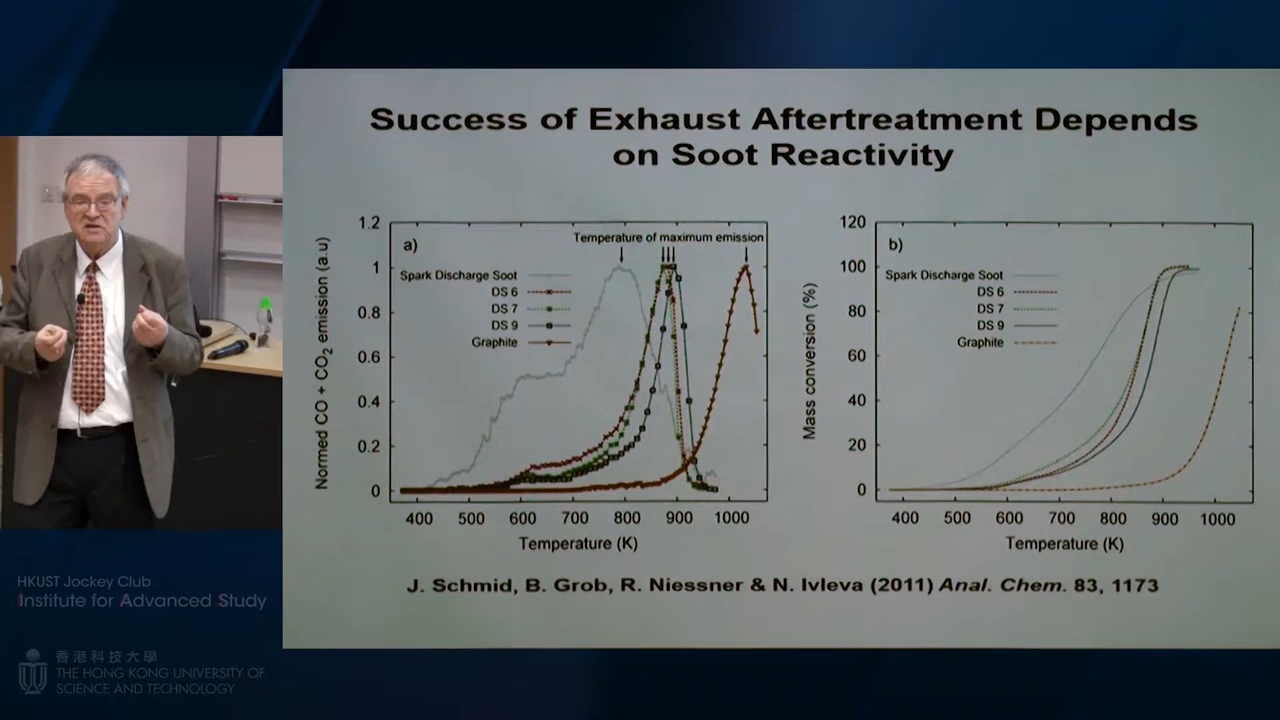 Success of Exhaust Aftertreatment Depends
on Soot Reactivity
1.2
1
0.8
0.6
0.4
0.2
0
Normed CO + CO2 emission (a.u)
a)
Temperature of maximum emission
Spark Discharge Soot
DS 6
DS 7
DS 9
Graphite
400 500 600 700 800 900 1000
Temperature (K)
120
100
80
60
40
20
0
Mass conversion (%)
b)
Spark Discharge Soot
DS 6
DS 7
DS 9
Graphite
400 500 600 700 800 900 1000
Temperature (K)
J. Schmid, B. Grob, R. Niessner & N. Ivleva (2011) Anal. Chem. 83, 1173
HKUST Jockey Club
Institute for Advanced Study
香港科技大學
THE HONG KONG UNIVERSITY OF
SCIENCE AND TECHNOLOGY